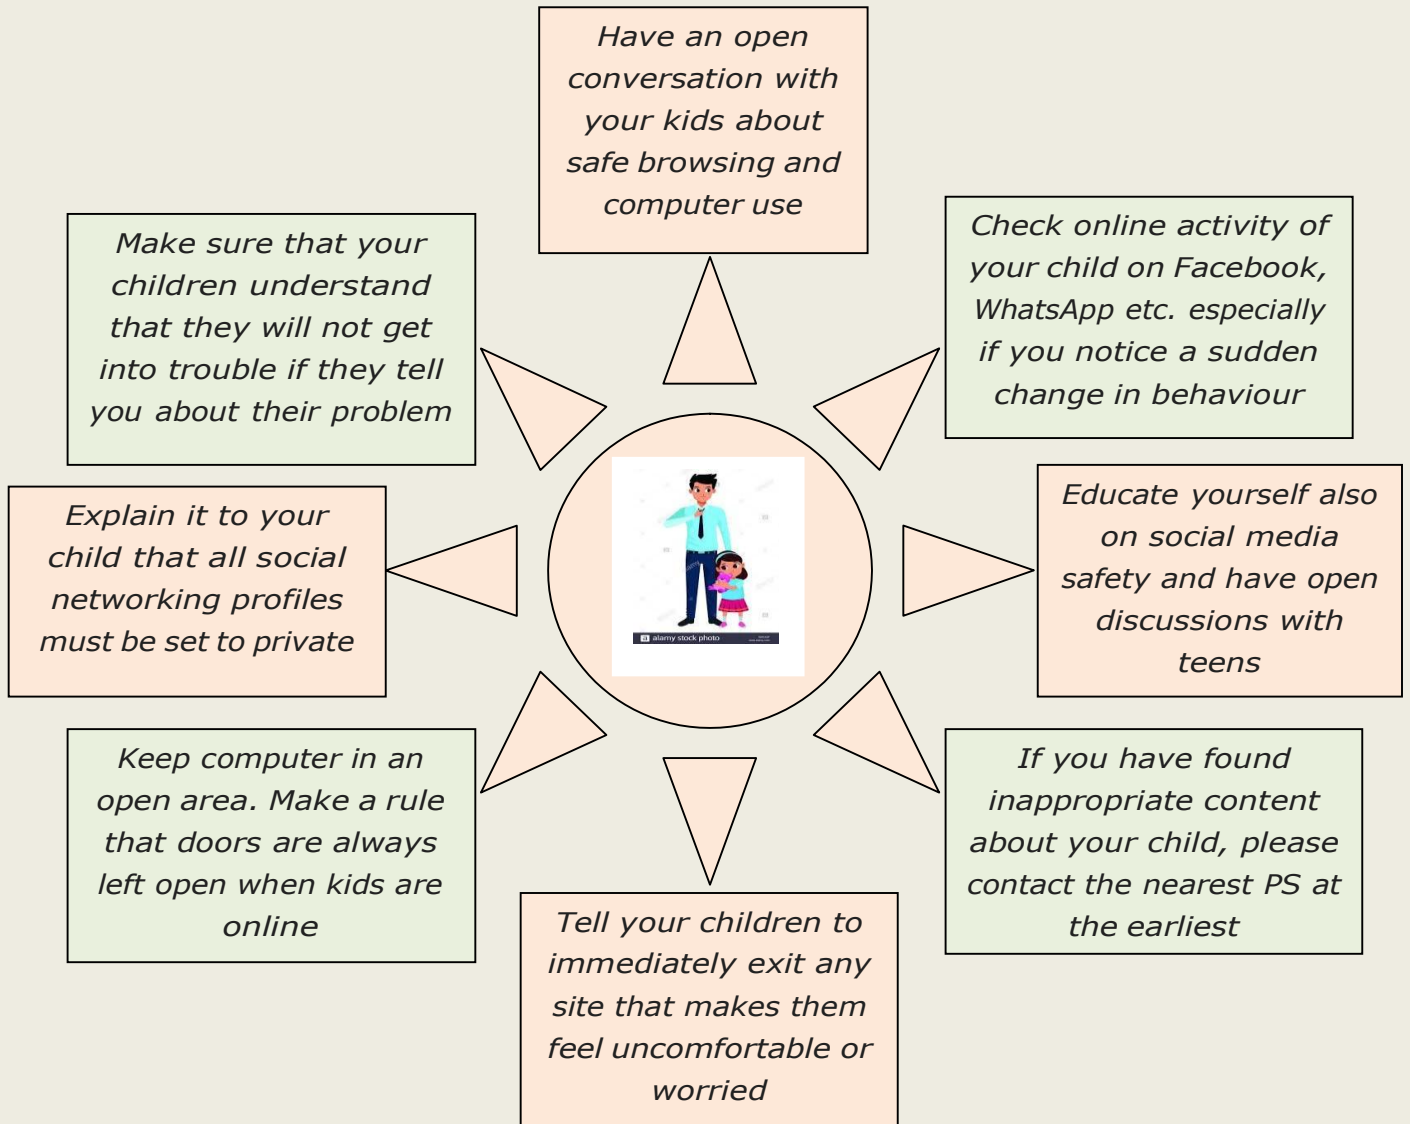 Have an open
conversation with
your kids about
safe browsing and
computer use
Check online activity of
your child on Facebook,
WhatsApp etc. especially
if you notice a sudden
change in behaviour
Educate yourself also
on social media
safety and have open
discussions with
teens
If you have found
inappropriate content
about your child, please
contact the nearest PS at
the earliest
Tell your children to
immediately exit any
site that makes them
feel uncomfortable or
worried
Keep computer in an
open area. Make a rule
that doors are always
left open when kids are
online
Explain it to your
child that all social
networking profiles
must be set to private
Make sure that your
children understand
that they will not get
into trouble if they tell
you about their problem
a alamy stock photo